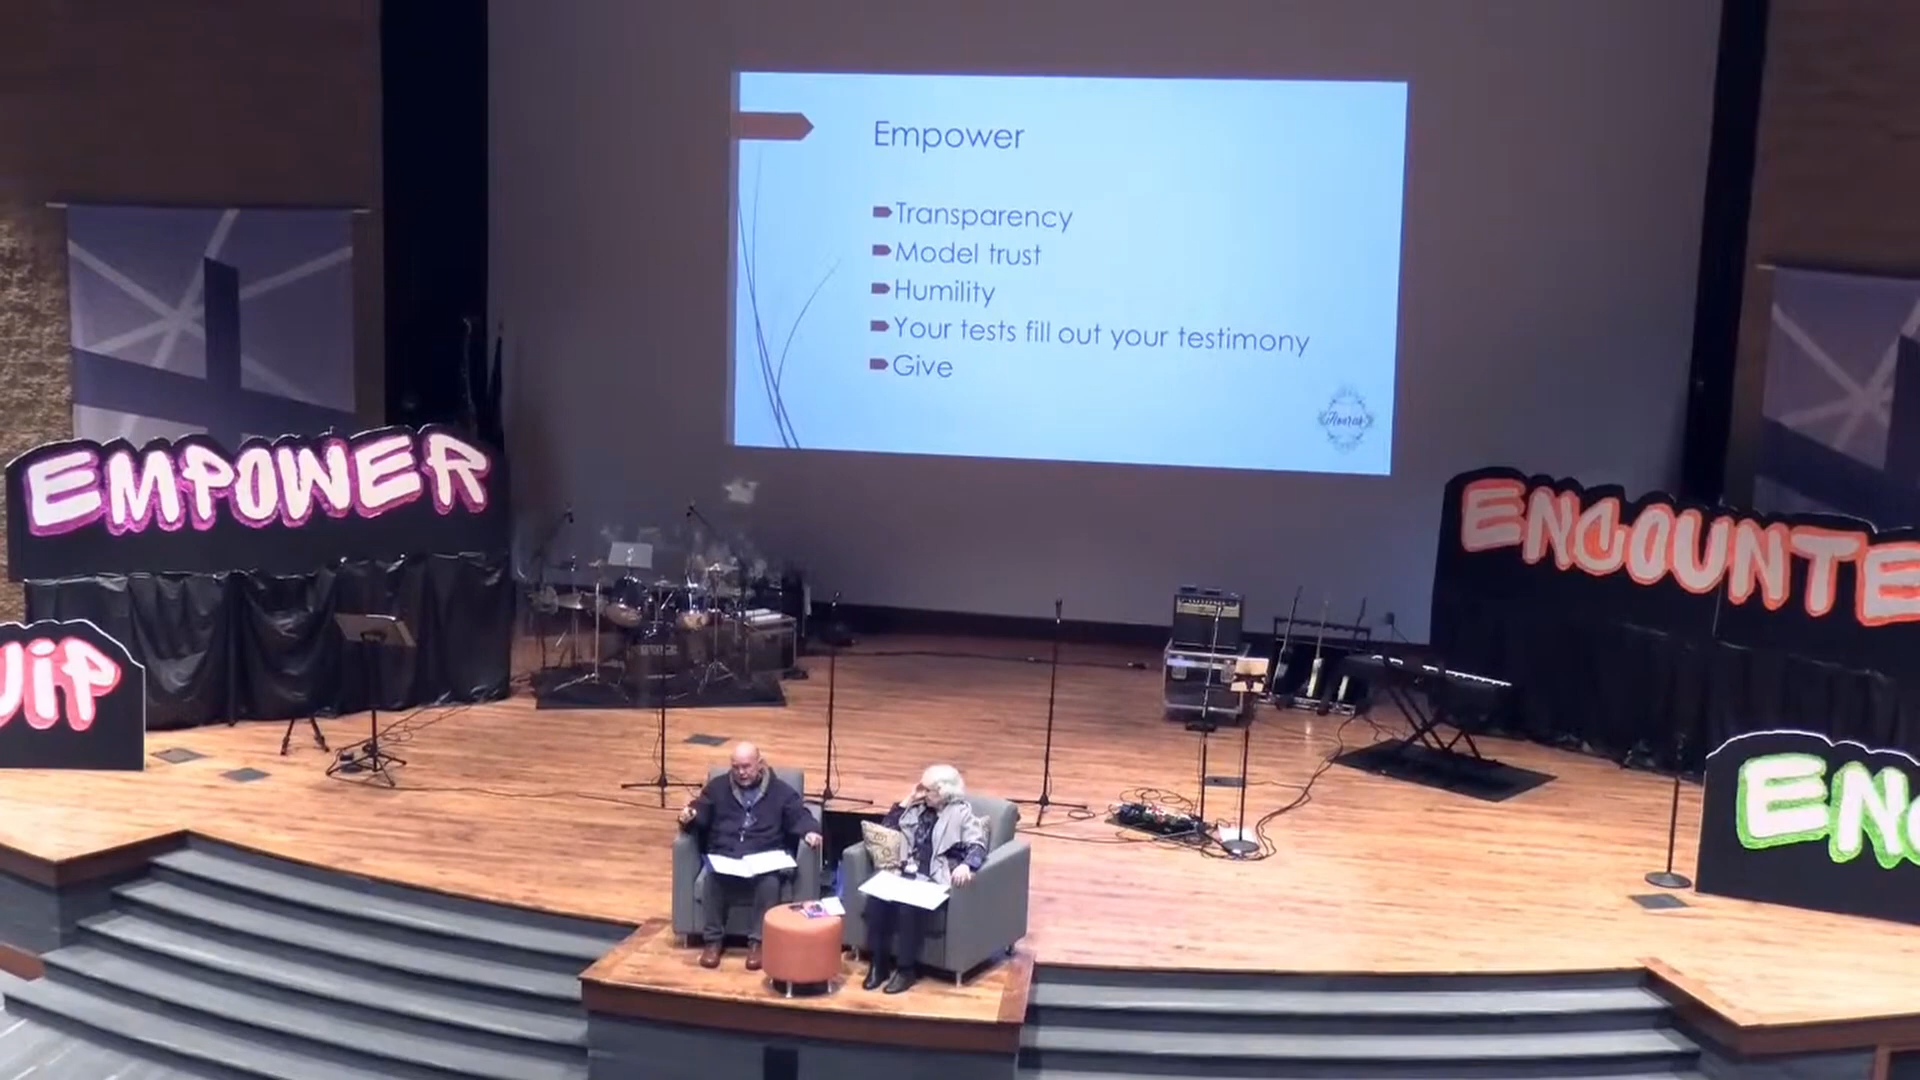 Empower
Transparency
Model trust
Humility
Your tests fill out your testimony
Give
EMPOWER
ENCOUNTE
UiP
EN